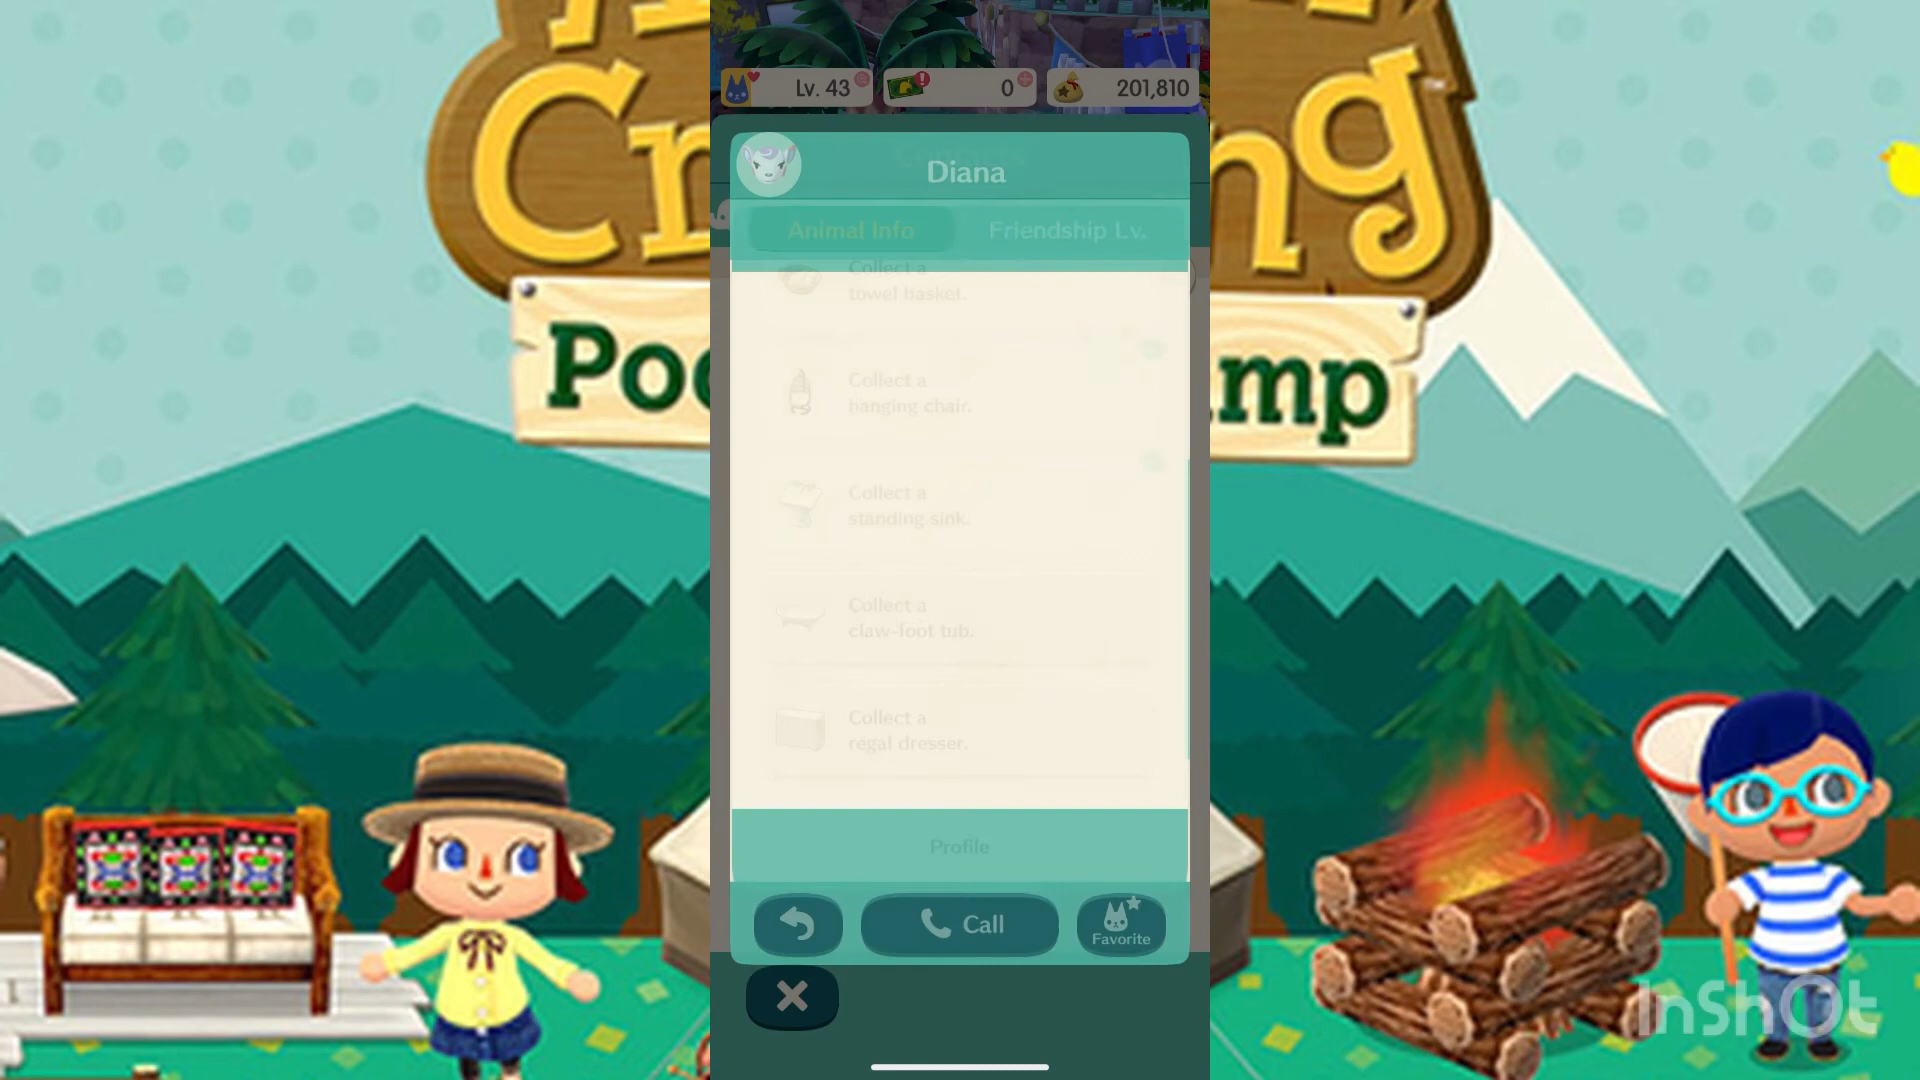 Lv. 43
0
201,810
Diana
Animal Info
Friendship Lv.
Collect a
towel basket.
Collect a
hanging chair.
Collect a
standing sink.
Collect a
claw-foot tub.
Collect a
regal dresser.
Profile
Call
Favorite
InShOt